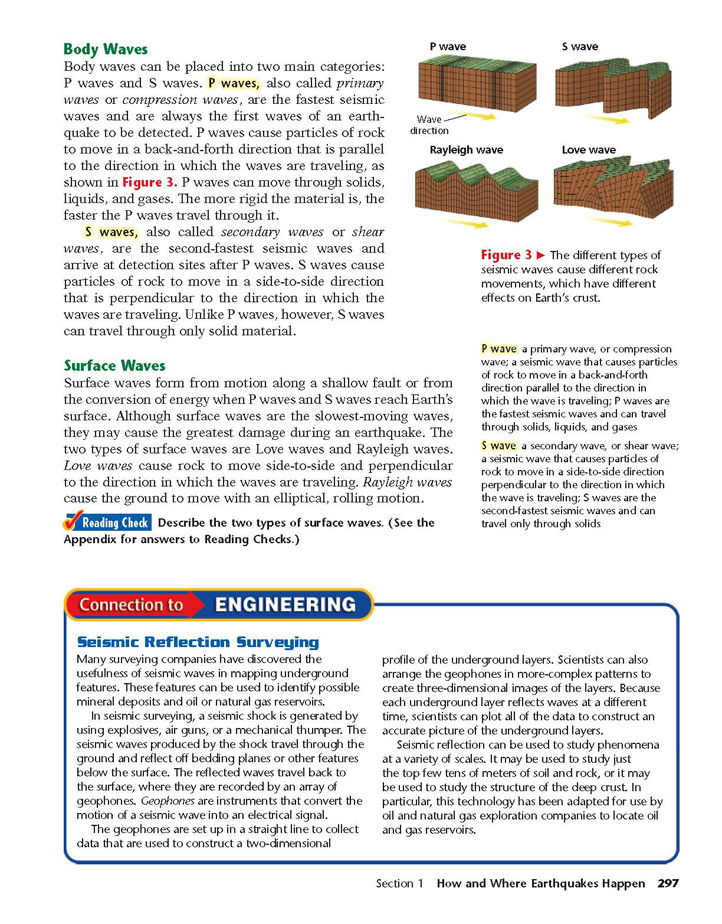 Body Waves
Body waves can be placed into two main categories:
P waves and S waves. P waves, also called primary
waves or compression waves, are the fastest seismic
waves and are always the first waves of an earth-
quake to be detected. P waves cause particles of rock
to move in a back-and-forth direction that is parallel
to the direction in which the waves are traveling, as
shown in Figure 3. P waves can move through solids,
liquids, and gases. The more rigid the material is, the
faster the P waves travel through it.
S waves, also called secondary waves or shear
waves, are the second-fastest seismic waves and
arrive at detection sites after P waves. S waves cause
particles of rock to move in a side-to-side direction
that is perpendicular to the direction in which the
waves are traveling. Unlike P waves, however, S waves
can travel through only solid material.
Surface Waves
Surface waves form from motion along a shallow fault or from
the conversion of energy when P waves and S waves reach Earth's
surface. Although surface waves are the slowest-moving waves,
they may cause the greatest damage during an earthquake. The
two types of surface waves are Love waves and Rayleigh waves.
Love waves cause rock to move side-to-side and perpendicular
to the direction in which the waves are traveling. Rayleigh waves
cause the ground to move with an elliptical, rolling motion.
Reading Check Describe the two types of surface waves. (See the
Appendix for answers to Reading Checks.)
P wave
S wave
Wave
direction
Rayleigh wave
Love wave
Figure 3 ▶ The different types of
seismic waves cause different rock
movements, which have different
effects on Earth's crust.
P wave a primary wave, or compression
wave; a seismic wave that causes particles
of rock to move in a back-and-forth
direction parallel to the direction in
which the wave is traveling; P waves are
the fastest seismic waves and can travel
through solids, liquids, and gases
S wave a secondary wave, or shear wave;
a seismic wave that causes particles of
rock to move in a side-to-side direction
perpendicular to the direction in which
the wave is traveling; S waves are the
second-fastest seismic waves and can
travel only through solids
Connection to ENGINEERING
Seismic Reflection Surveying
Many surveying companies have discovered the
usefulness of seismic waves in mapping underground
features. These features can be used to identify possible
mineral deposits and oil or natural gas reservoirs.
In seismic surveying, a seismic shock is generated by
using explosives, air guns, or a mechanical thumper. The
seismic waves produced by the shock travel through the
ground and reflect off bedding planes or other features
below the surface. The reflected waves travel back to
the surface, where they are recorded by an array of
geophones. Geophones are instruments that convert the
motion of a seismic wave into an electrical signal.
The geophones are set up in a straight line to collect
data that are used to construct a two-dimensional
profile of the underground layers. Scientists can also
arrange the geophones in more-complex patterns to
create three-dimensional images of the layers. Because
each underground layer reflects waves at a different
time, scientists can plot all of the data to construct an
accurate picture of the underground layers.
Seismic reflection can be used to study phenomena
at a variety of scales. It may be used to study just
the top few tens of meters of soil and rock, or it may
be used to study the structure of the deep crust. In
particular, this technology has been adapted for use by
oil and natural gas exploration companies to locate oil
and gas reservoirs.
Section 1 How and Where Earthquakes Happen 297